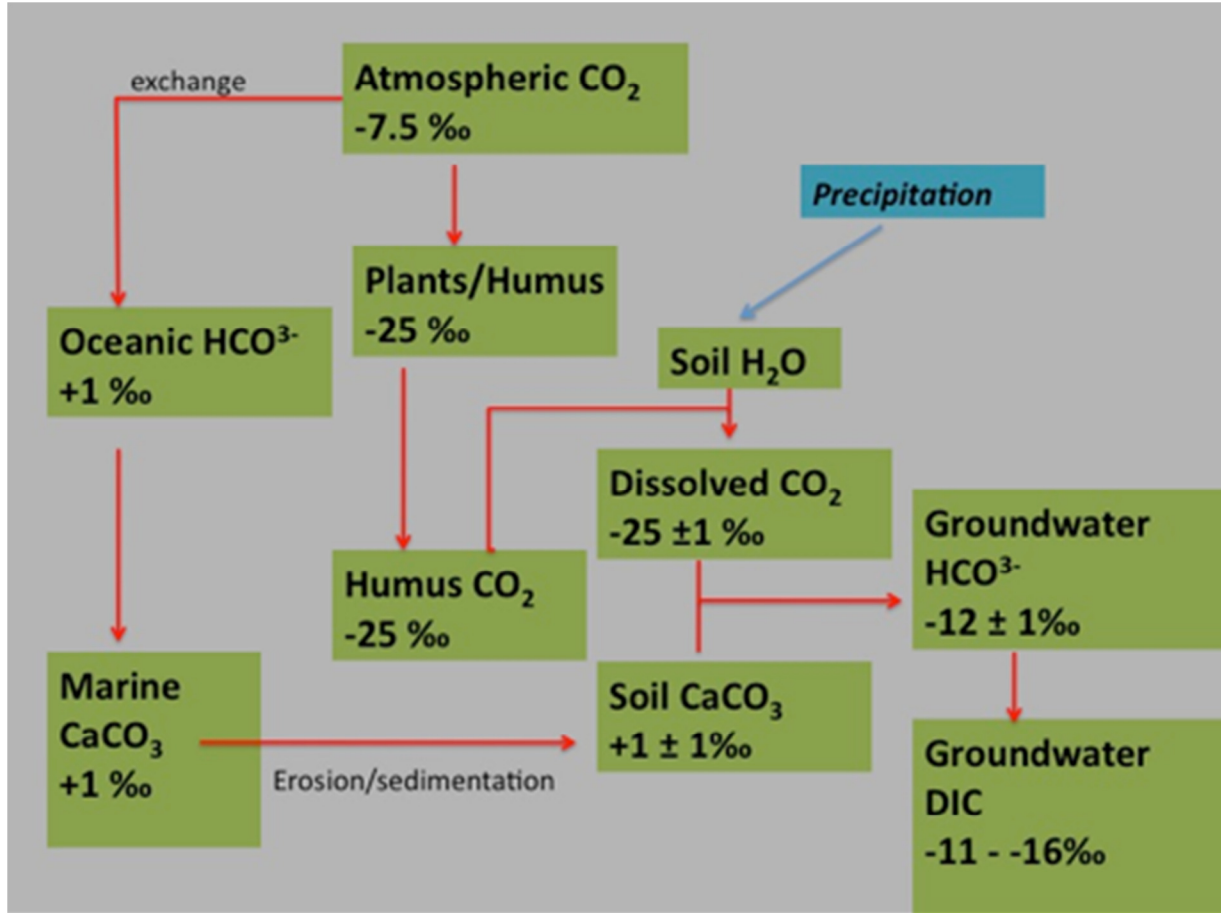 exchange
Atmospheric CO₂
-7.5 ‰
Precipitation
Plants/Humus
-25 ‰
Oceanic HCO³⁻
+1 ‰
Soil H₂O
Dissolved CO₂
-25 ±1 ‰
Groundwater
HCO³⁻
-12 ± 1‰
Humus CO₂
-25 ‰
Marine
CaCO₃
+1 ‰
Soil CaCO₃
+1 ± 1‰
Erosion/sedimentation
Groundwater
DIC
-11 - -16‰